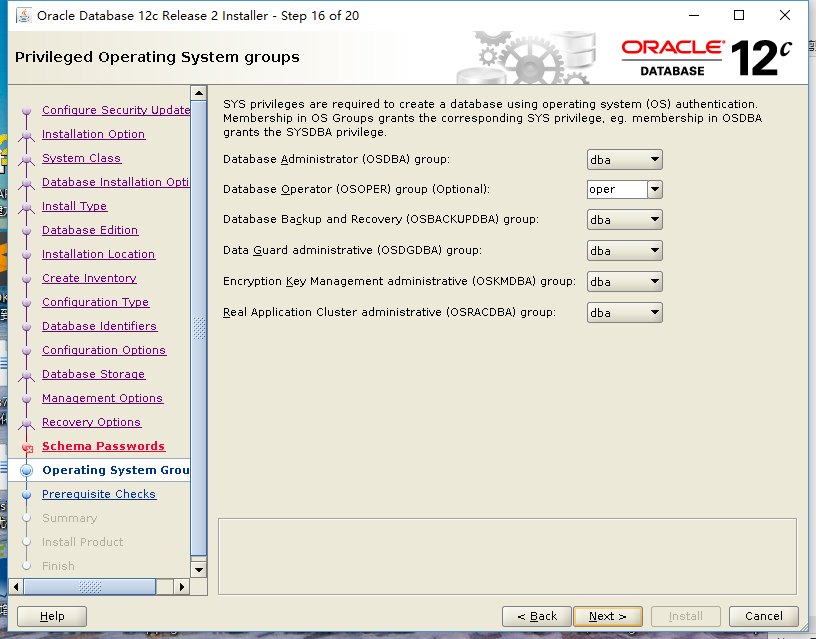 Oracle Database 12c Release 2 Installer - Step 16 of 20
Privileged Operating System groups
ORACLE
DATABASE
12c
Configure Security Update
Installation Option
System Class
Database Installation Opti
Install Type
Database Edition
Installation Location
Create Inventory
Configuration Type
Database Identifiers
Configuration Options
Database Storage
Management Options
Recovery Options
Schema Passwords
Operating System Grou
Prerequisite Checks
Summary
Install Product
Finish
SYS privileges are required to create a database using operating system (OS) authentication.
Membership in OS Groups grants the corresponding SYS privilege, eg. membership in OSDBA
grants the SYSDBA privilege.
Database Administrator (OSDBA) group: dba
Database Operator (OSOPER) group (Optional): oper
Database Backup and Recovery (OSBACKUPDBA) group: dba
Data Guard administrative (OSDGDBA) group: dba
Encryption Key Management administrative (OSKMDBA) group: dba
Real Application Cluster administrative (OSRACDBA) group: dba
Help
< Back
Next >
Install
Cancel